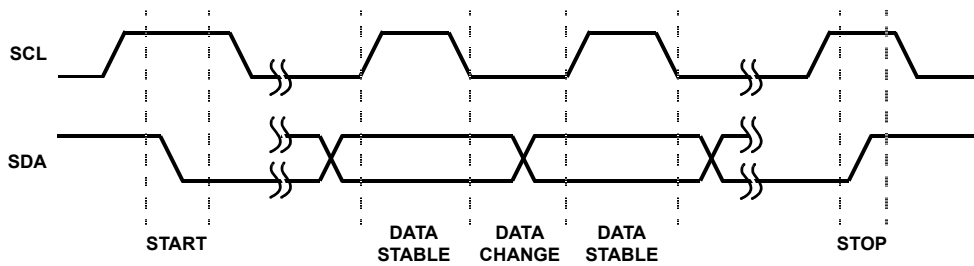 SCL
SDA
START
DATA
STABLE
DATA
CHANGE
DATA
STABLE
STOP